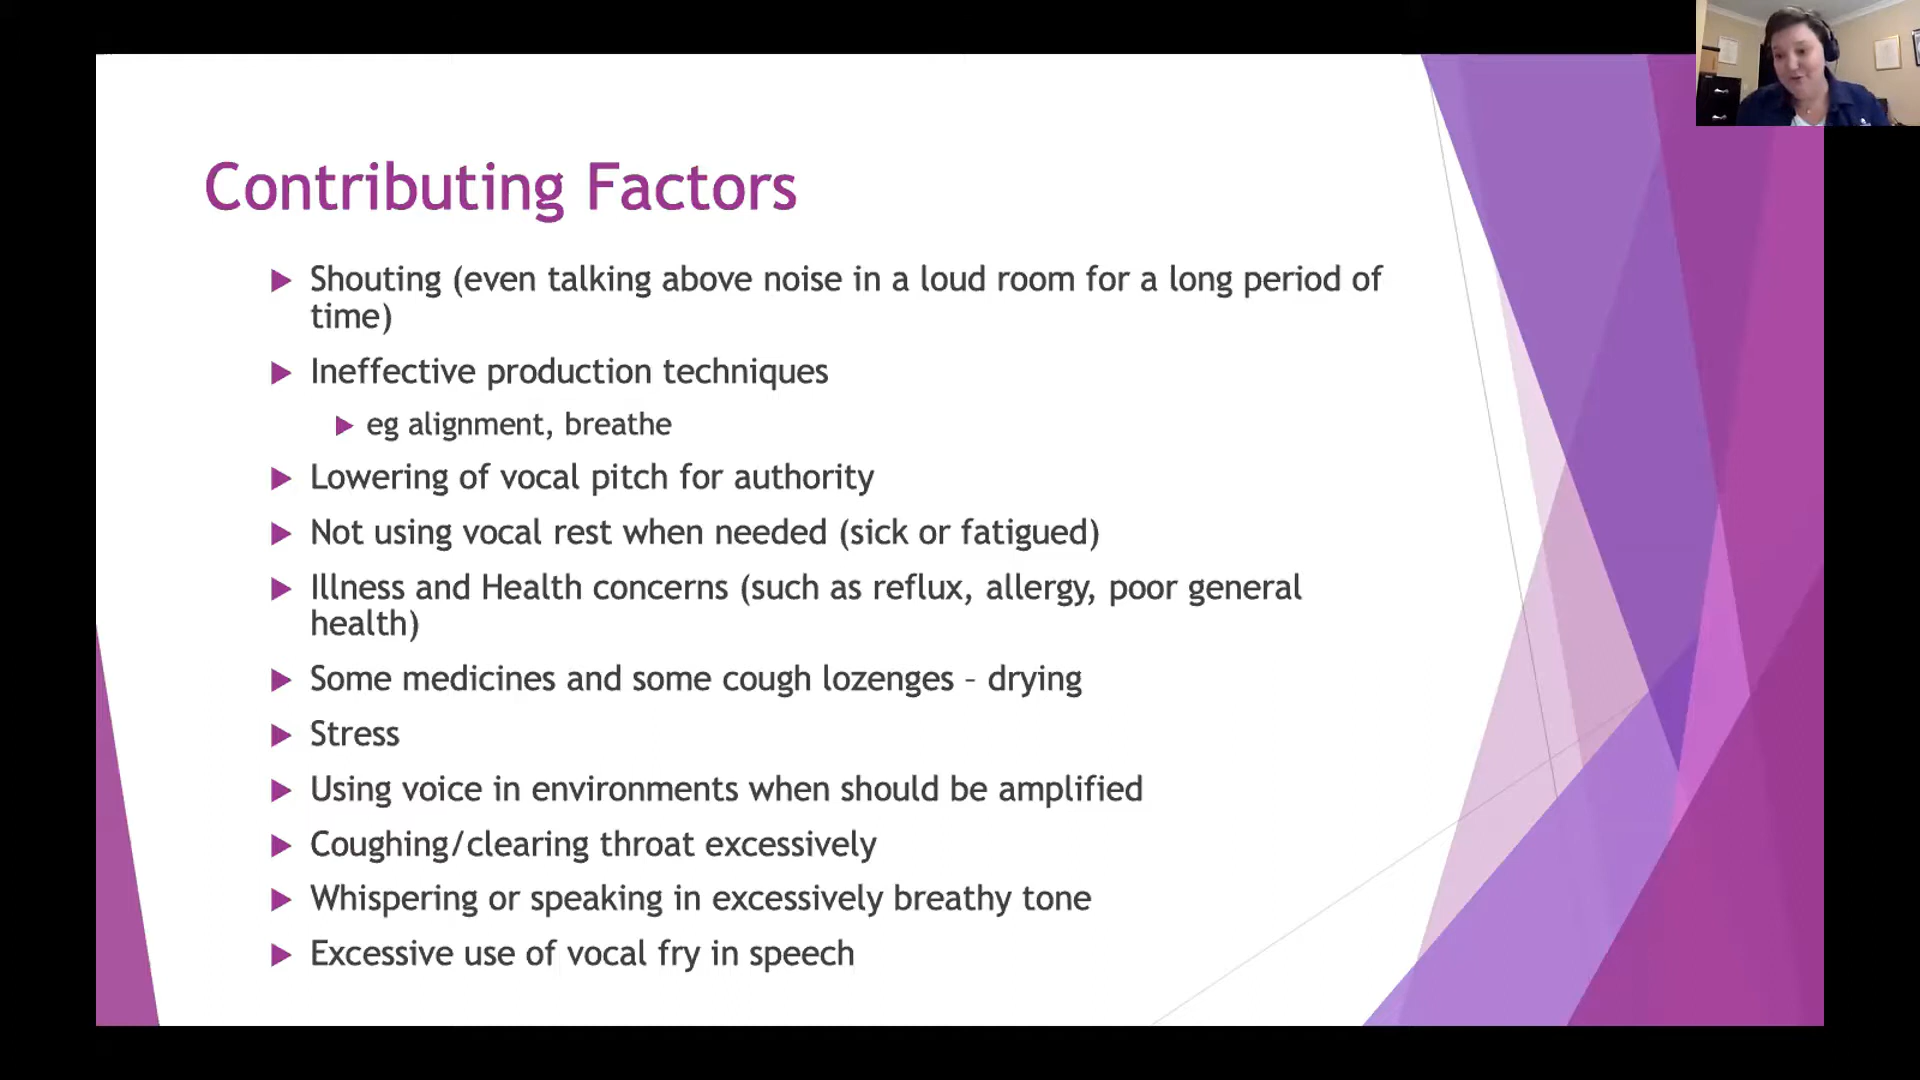 Contributing Factors
Shouting (even talking above noise in a loud room for a long period of
time)
Ineffective production techniques
eg alignment, breathe
Lowering of vocal pitch for authority
Not using vocal rest when needed (sick or fatigued)
Illness and Health concerns (such as reflux, allergy, poor general
health)
Some medicines and some cough lozenges – drying
Stress
Using voice in environments when should be amplified
Coughing/clearing throat excessively
Whispering or speaking in excessively breathy tone
Excessive use of vocal fry in speech